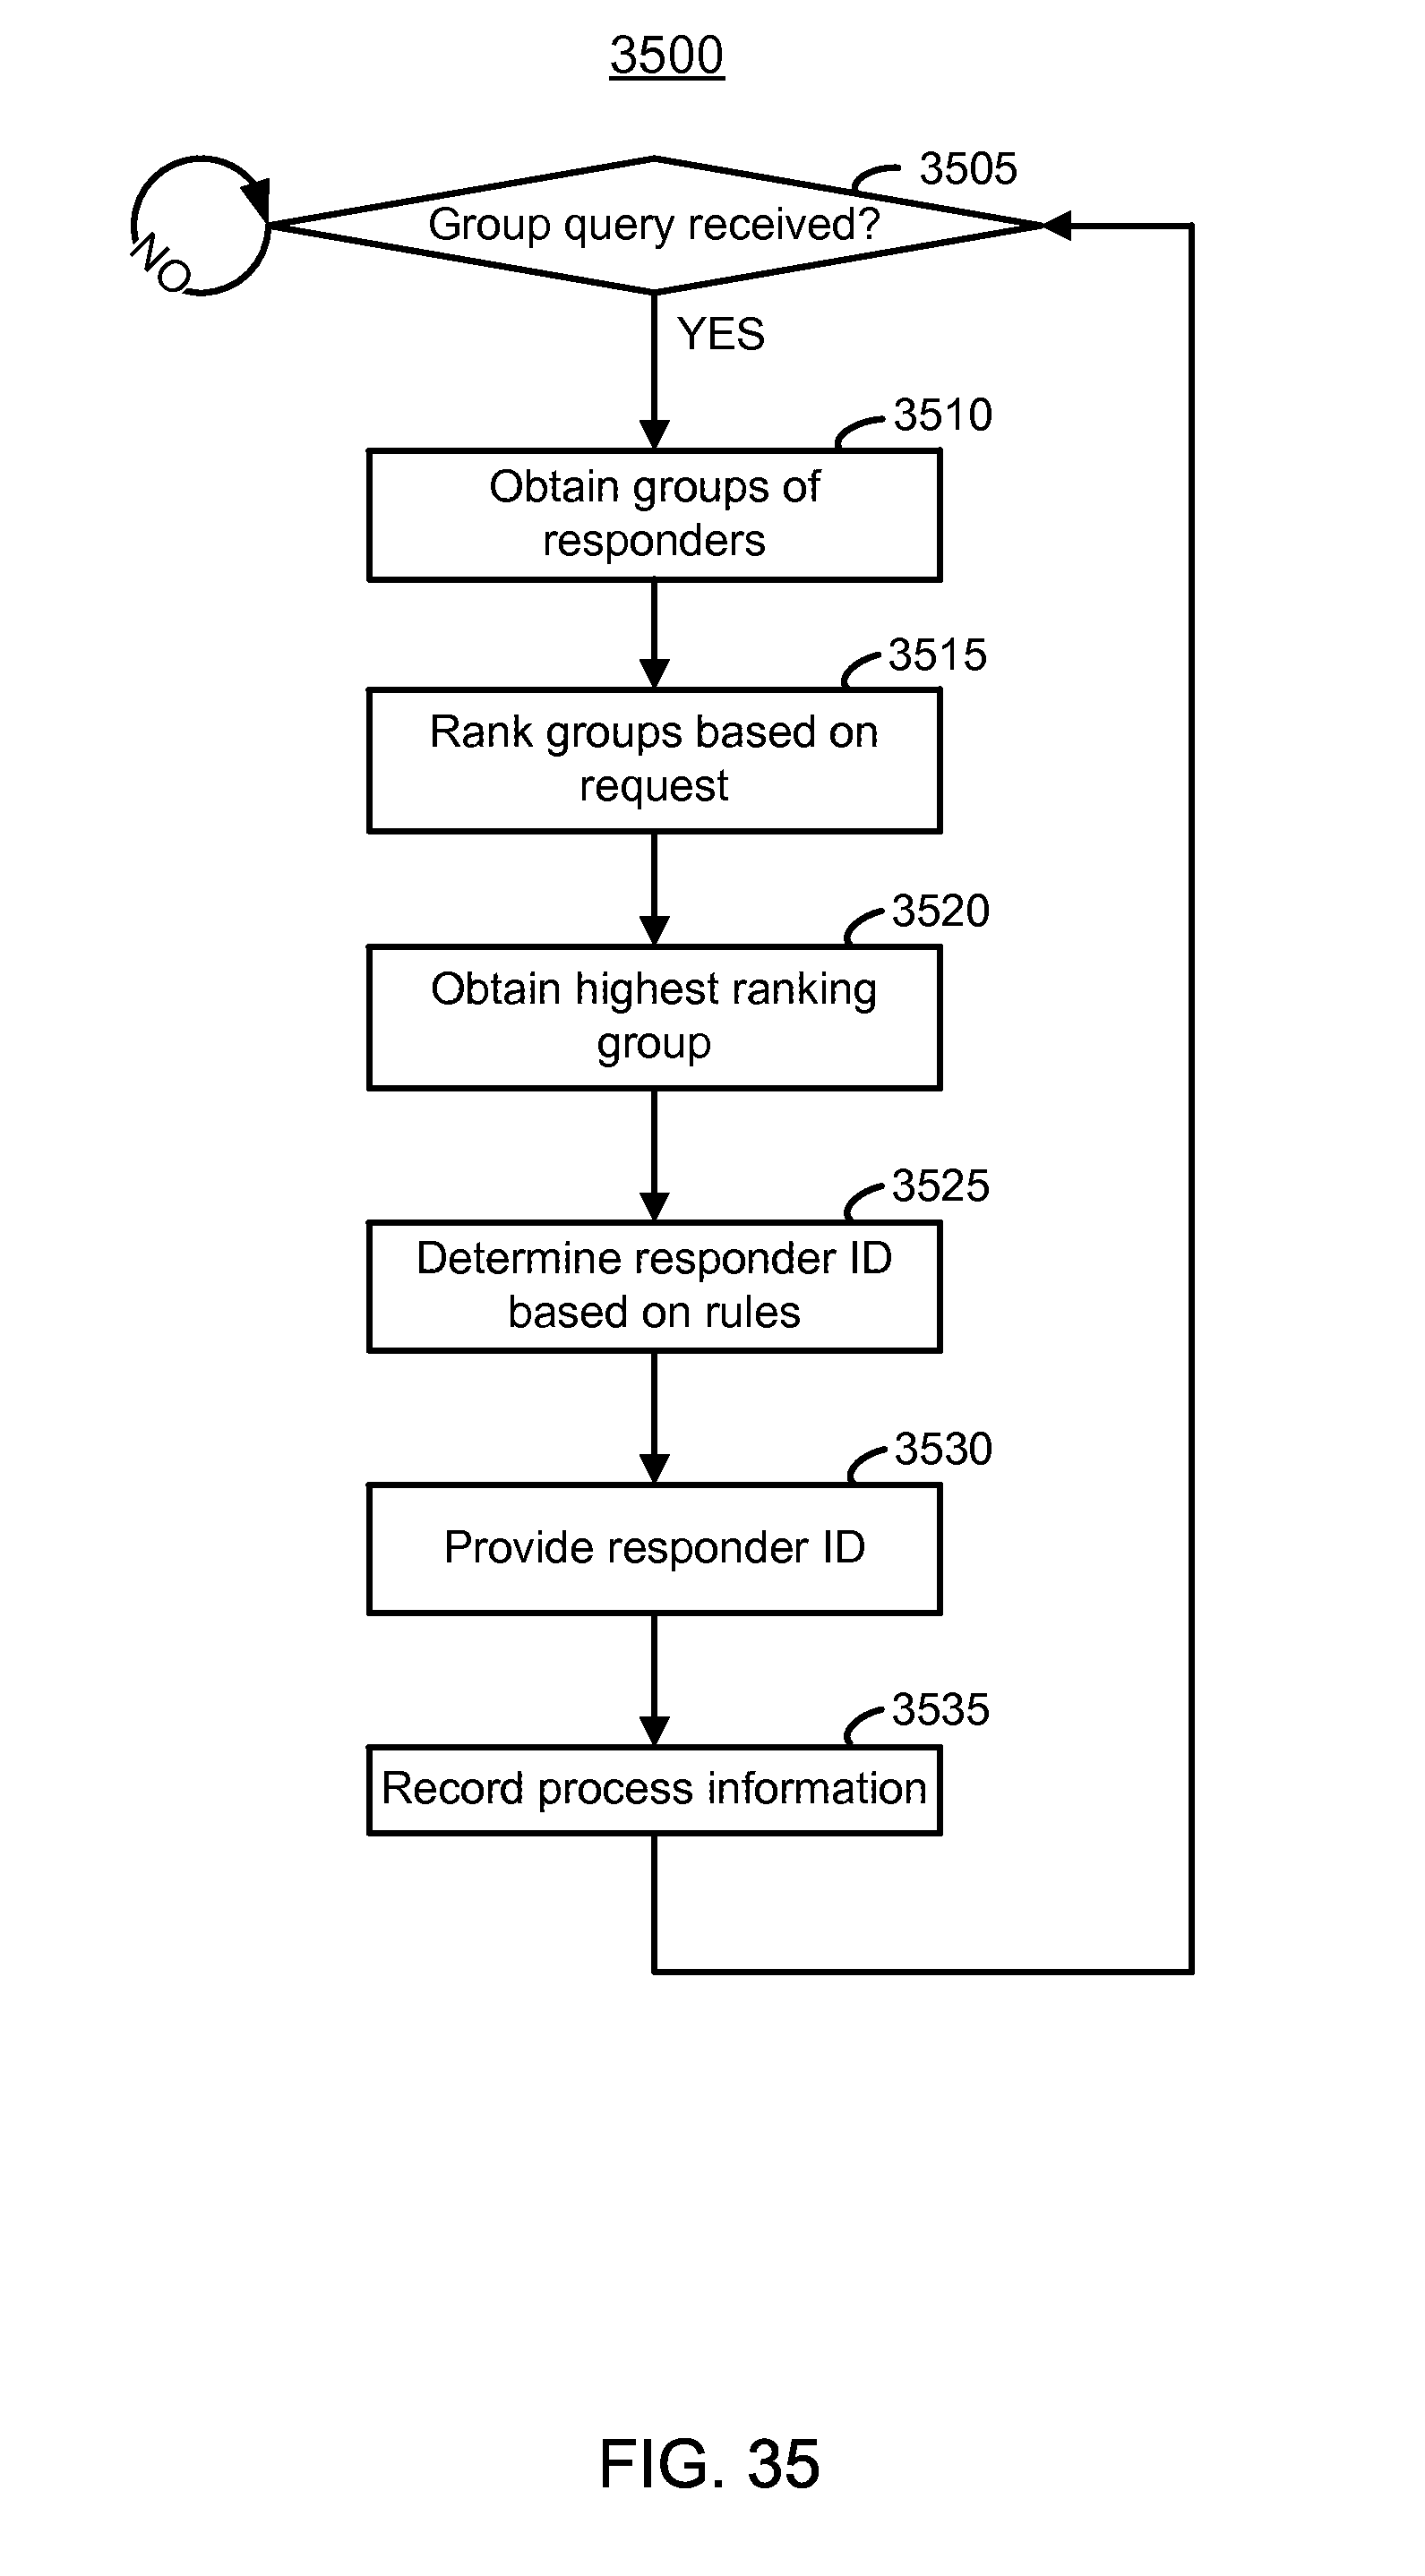 3500
3505
Group query received?
NO
YES
3510
Obtain groups of
responders
3515
Rank groups based on
request
3520
Obtain highest ranking
group
3525
Determine responder ID
based on rules
3530
Provide responder ID
3535
Record process information
FIG. 35